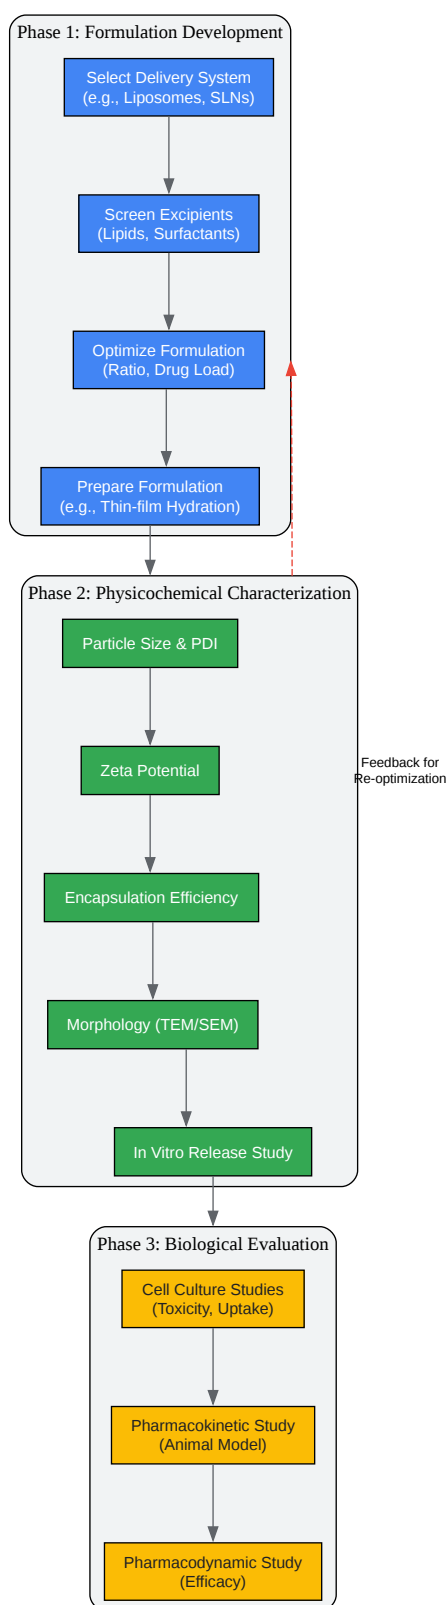 Phase 1: Formulation Development
Select Delivery System
(e.g., Liposomes, SLNs)
Screen Excipients
(Lipids, Surfactants)
Optimize Formulation
(Ratio, Drug Load)
Prepare Formulation
(e.g., Thin-film Hydration)
Phase 2: Physicochemical Characterization
Particle Size & PDI
Zeta Potential
Feedback for
Re-optimization
Encapsulation Efficiency
Morphology (TEM/SEM)
In Vitro Release Study
Phase 3: Biological Evaluation
Cell Culture Studies
(Toxicity, Uptake)
Pharmacokinetic Study
(Animal Model)
Pharmacodynamic Study
(Efficacy)